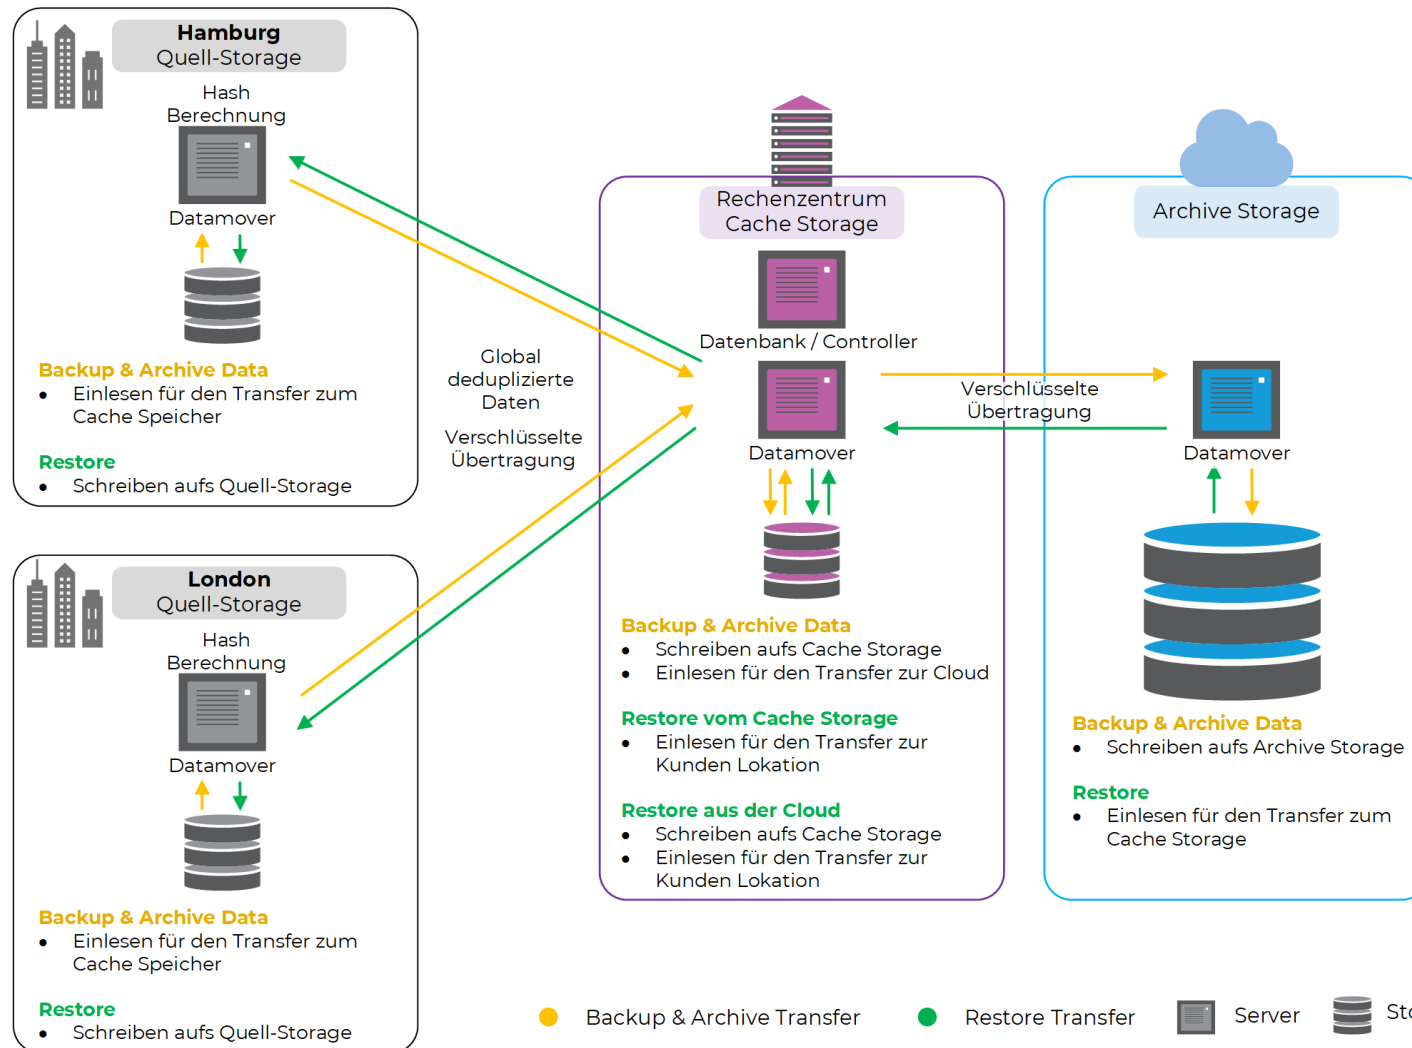 Hamburg
Quell-Storage
Hash
Berechnung
Datamover
Backup & Archive Data
• Einlesen für den Transfer zum
Cache Speicher
Restore
• Schreiben aufs Quell-Storage
London
Quell-Storage
Hash
Berechnung
Datamover
Backup & Archive Data
• Einlesen für den Transfer zum
Cache Speicher
Restore
• Schreiben aufs Quell-Storage
Global
deduplizierte
Daten
Verschlüsselte
Übertragung
Rechenzentrum
Cache Storage
Datenbank / Controller
Datamover
Backup & Archive Data
• Schreiben aufs Cache Storage
• Einlesen für den Transfer zur Cloud
Restore vom Cache Storage
• Einlesen für den Transfer zur
Kunden Lokation
Restore aus der Cloud
• Schreiben aufs Cache Storage
• Einlesen für den Transfer zur
Kunden Lokation
Verschlüsselte
Übertragung
Archive Storage
Datamover
Backup & Archive Data
• Schreiben aufs Archive Storage
Restore
• Einlesen für den Transfer zum
Cache Storage
Backup & Archive Transfer
Restore Transfer
Server